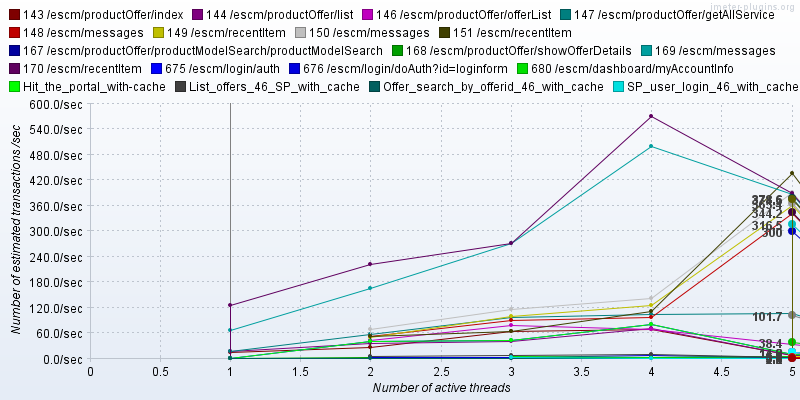 jmeter-plugins.org
143 /escm/productOffer/index 144 /escm/productOffer/list 146 /escm/productOffer/offerList 147 /escm/productOffer/getAllService
148 /escm/messages 149 /escm/recentItem 150 /escm/messages 151 /escm/recentItem
167 /escm/productOffer/productModelSearch/productModelSearch 168 /escm/productOffer/showOfferDetails 169 /escm/messages
170 /escm/recentItem 675 /escm/login/auth 676 /escm/login/doAuth?id=loginform 680 /escm/dashboard/myAccountInfo
Hit_the_portal_with-cache List_offers_46_SP_with_cache Offer_search_by_offerid_46_with_cache SP_user_login_46_with_cache
600.0/sec
540.0/sec
480.0/sec
420.0/sec
360.0/sec
300.0/sec
240.0/sec
180.0/sec
120.0/sec
60.0/sec
0.0/sec
Number of estimated transactions /sec
344.2
316.5
300
101.7
38.4
0 0.5 1 1.5 2 2.5 3 3.5 4 4.5 5
Number of active threads